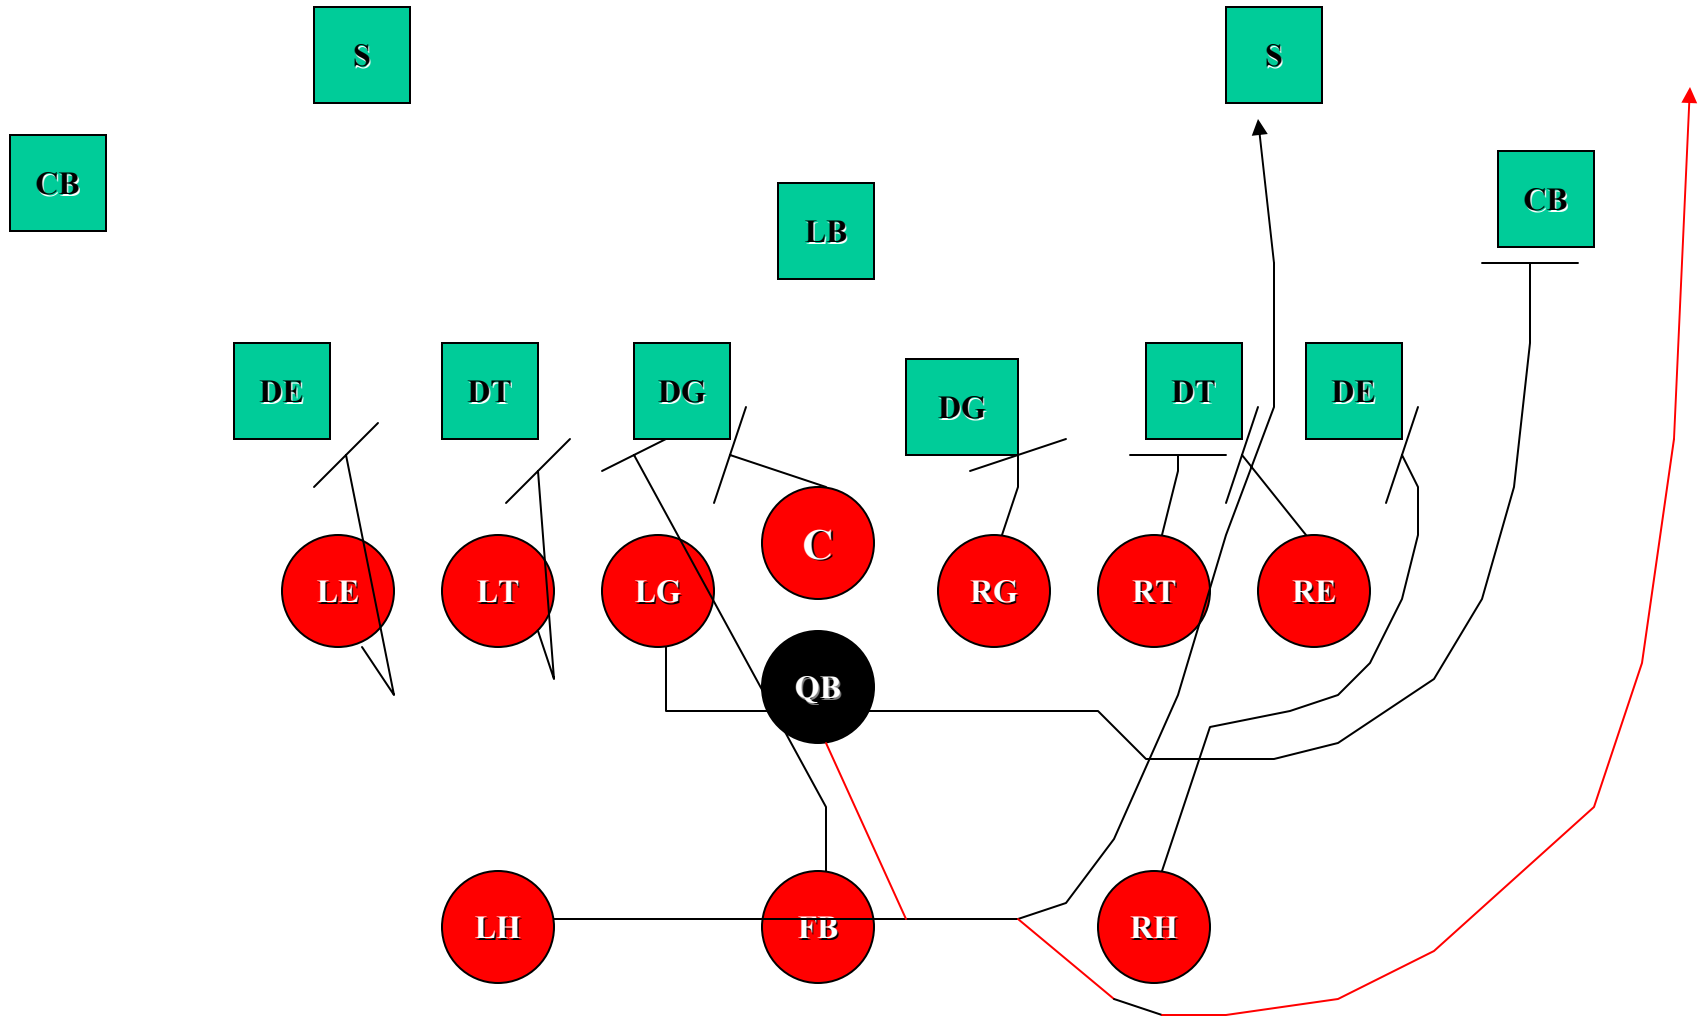 S
S
CB
CB
LB
DE
DT
DG
DG
DT
DE
C
LE
LT
LG
RG
RT
RE
QB
LH
FB
RH